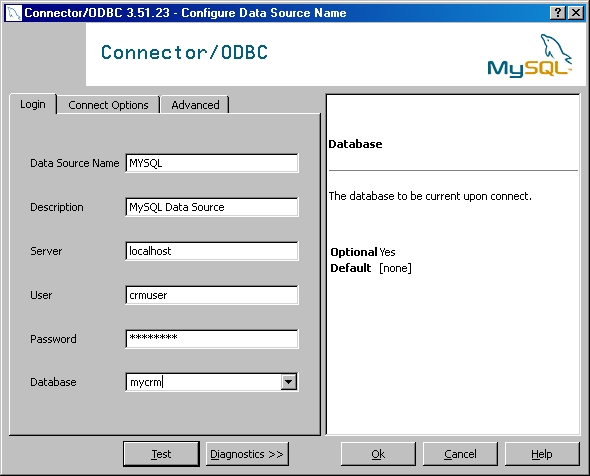 Connector/ODBC 3.51.23 - Configure Data Source Name
Connector/ODBC
MySQL
Login Connect Options Advanced
Data Source Name MYSQL
Description MySQL Data Source
Server localhost
User crmuser
Password ********
Database mycrm
Database
The database to be current upon connect.
Optional Yes
Default [none]
Test Diagnostics >> Ok Cancel Help